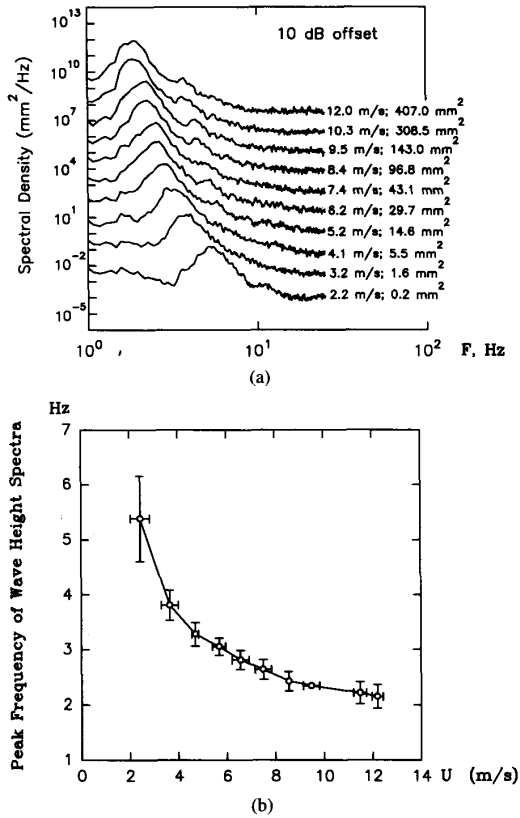 10 dB offset
Spectral Density (mm²/Hz)
10¹³
10¹⁰
10⁷
10⁴
10¹
10⁻²
10⁻⁵
12.0 m/s; 407.0 mm²
10.3 m/s; 308.5 mm²
9.5 m/s; 143.0 mm²
8.4 m/s; 96.8 mm²
7.4 m/s; 43.1 mm²
6.2 m/s; 29.7 mm²
5.2 m/s; 14.6 mm²
4.1 m/s; 5.5 mm²
3.2 m/s; 1.6 mm²
2.2 m/s; 0.2 mm²
10⁰ 10¹ 10² F, Hz
(a)
Hz
Peak Frequency of Wave Height Spectra
7
6
5
4
3
2
1
0 2 4 6 8 10 12 14 U (m/s)
(b)